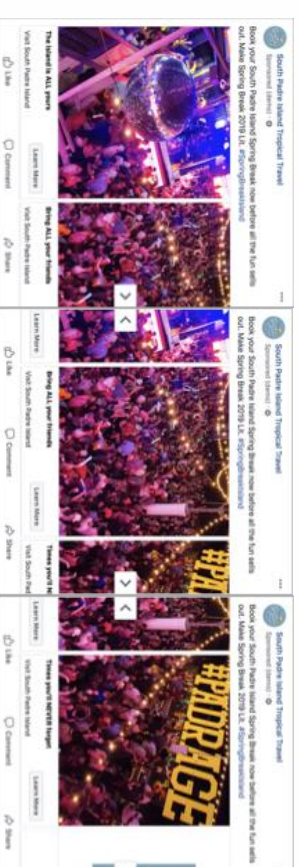 South Padre Island Tropical Travel
Sponsored (demo)
Book your South Padre Island Spring Break now before all the fun sells
out. Make Spring Break 2019 Lit. #SpringBreakIsland
The Island is ALL yours
Visit South Padre Island
Learn More
Bring ALL your friends
Visit South Padre Island
Like
Comment
Share
South Padre Island Tropical Travel
Sponsored (demo)
Book your South Padre Island Spring Break now before all the fun sells
out. Make Spring Break 2019 Lit. #SpringBreakIsland
#PA
Learn More
Bring ALL your friends
Visit South Padre Island
Learn More
Times you'll N
Visit South Pad
Like
Comment
Share
South Padre Island Tropical Travel
Sponsored (demo)
Book your South Padre Island Spring Break now before all the fun sells
out. Make Spring Break 2019 Lit. #SpringBreakIsland
#PADRAGE
Learn More
Times you'll NEVER forget
Visit South Padre Island
Learn More
Like
Comment
Share